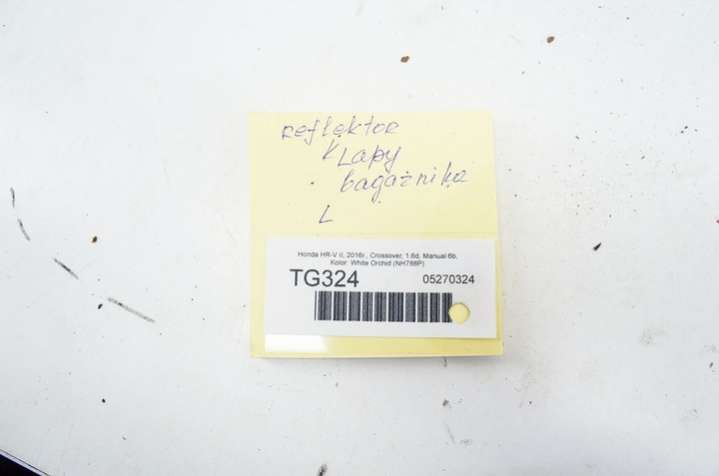 reflektor
klapy
bagażnika
L
Honda HR-V II, 2016r., Crossover, 1.6d, Manual 6b,
Kolor: White Orchid (NH788P)
TG324 05270324